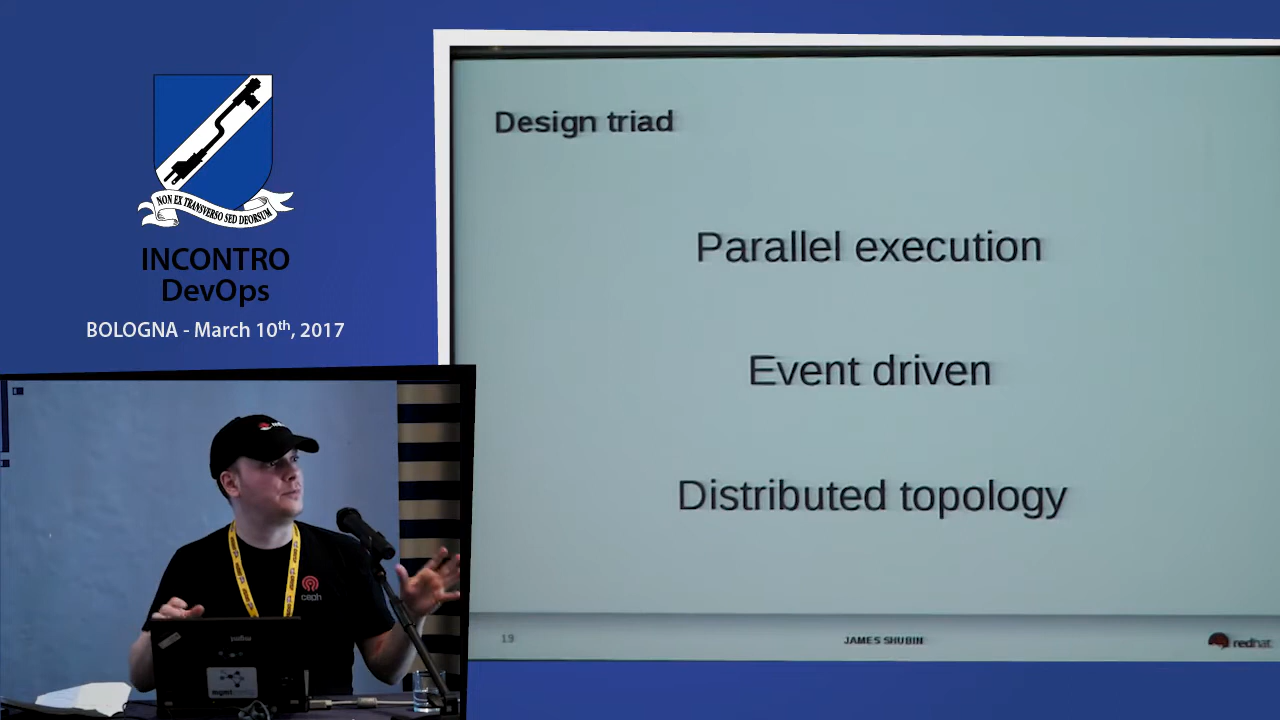 NON EX TRANSVERSO SED DEORSUM
INCONTRO
DevOps
BOLOGNA - March 10th, 2017
Design triad
Parallel execution
Event driven
Distributed topology
19
JAMES SHUBIN
redhat
ceph